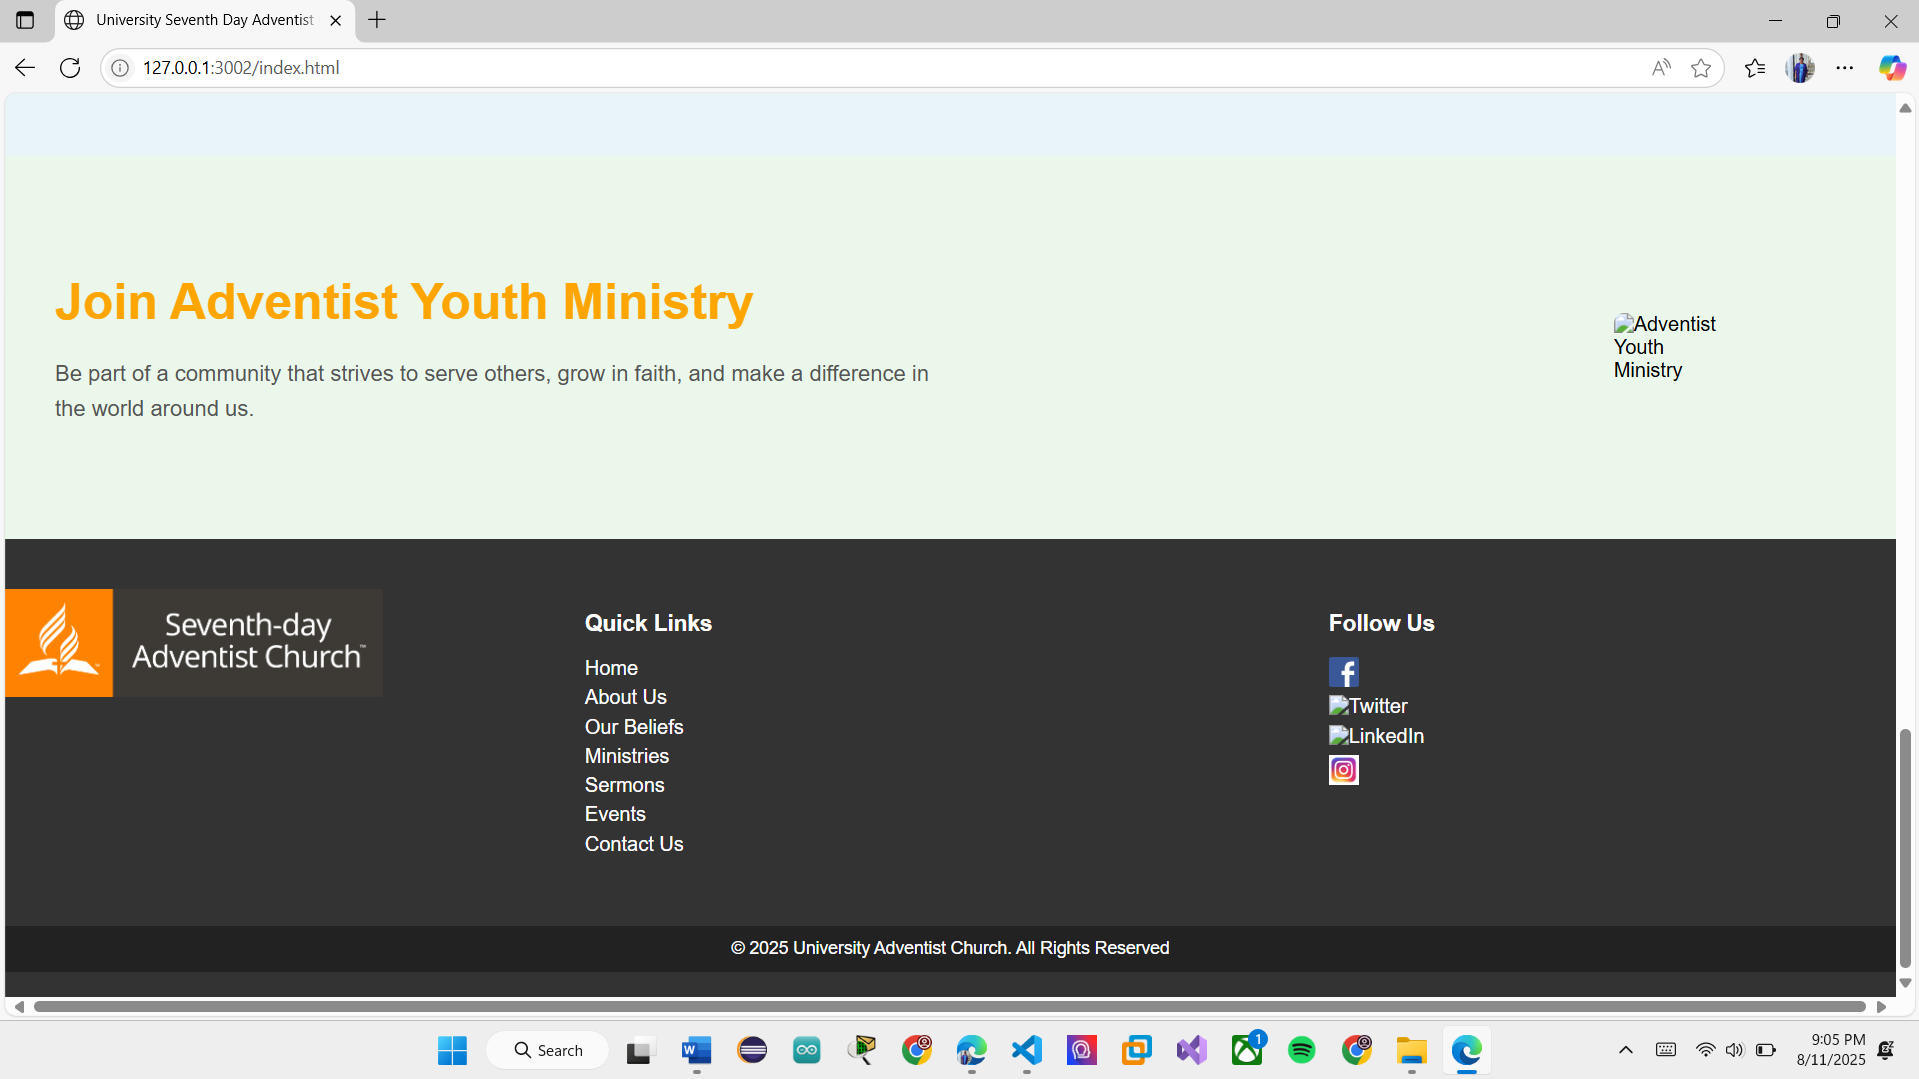 University Seventh Day Adventist
127.0.0.1:3002/index.html
Join Adventist Youth Ministry
Be part of a community that strives to serve others, grow in faith, and make a difference in
the world around us.
Adventist
Youth
Ministry
Seventh-day
Adventist Church™
Quick Links
Home
About Us
Our Beliefs
Ministries
Sermons
Events
Contact Us
Follow Us
Twitter
LinkedIn
© 2025 University Adventist Church. All Rights Reserved
Search
1
9:05 PM
8/11/2025